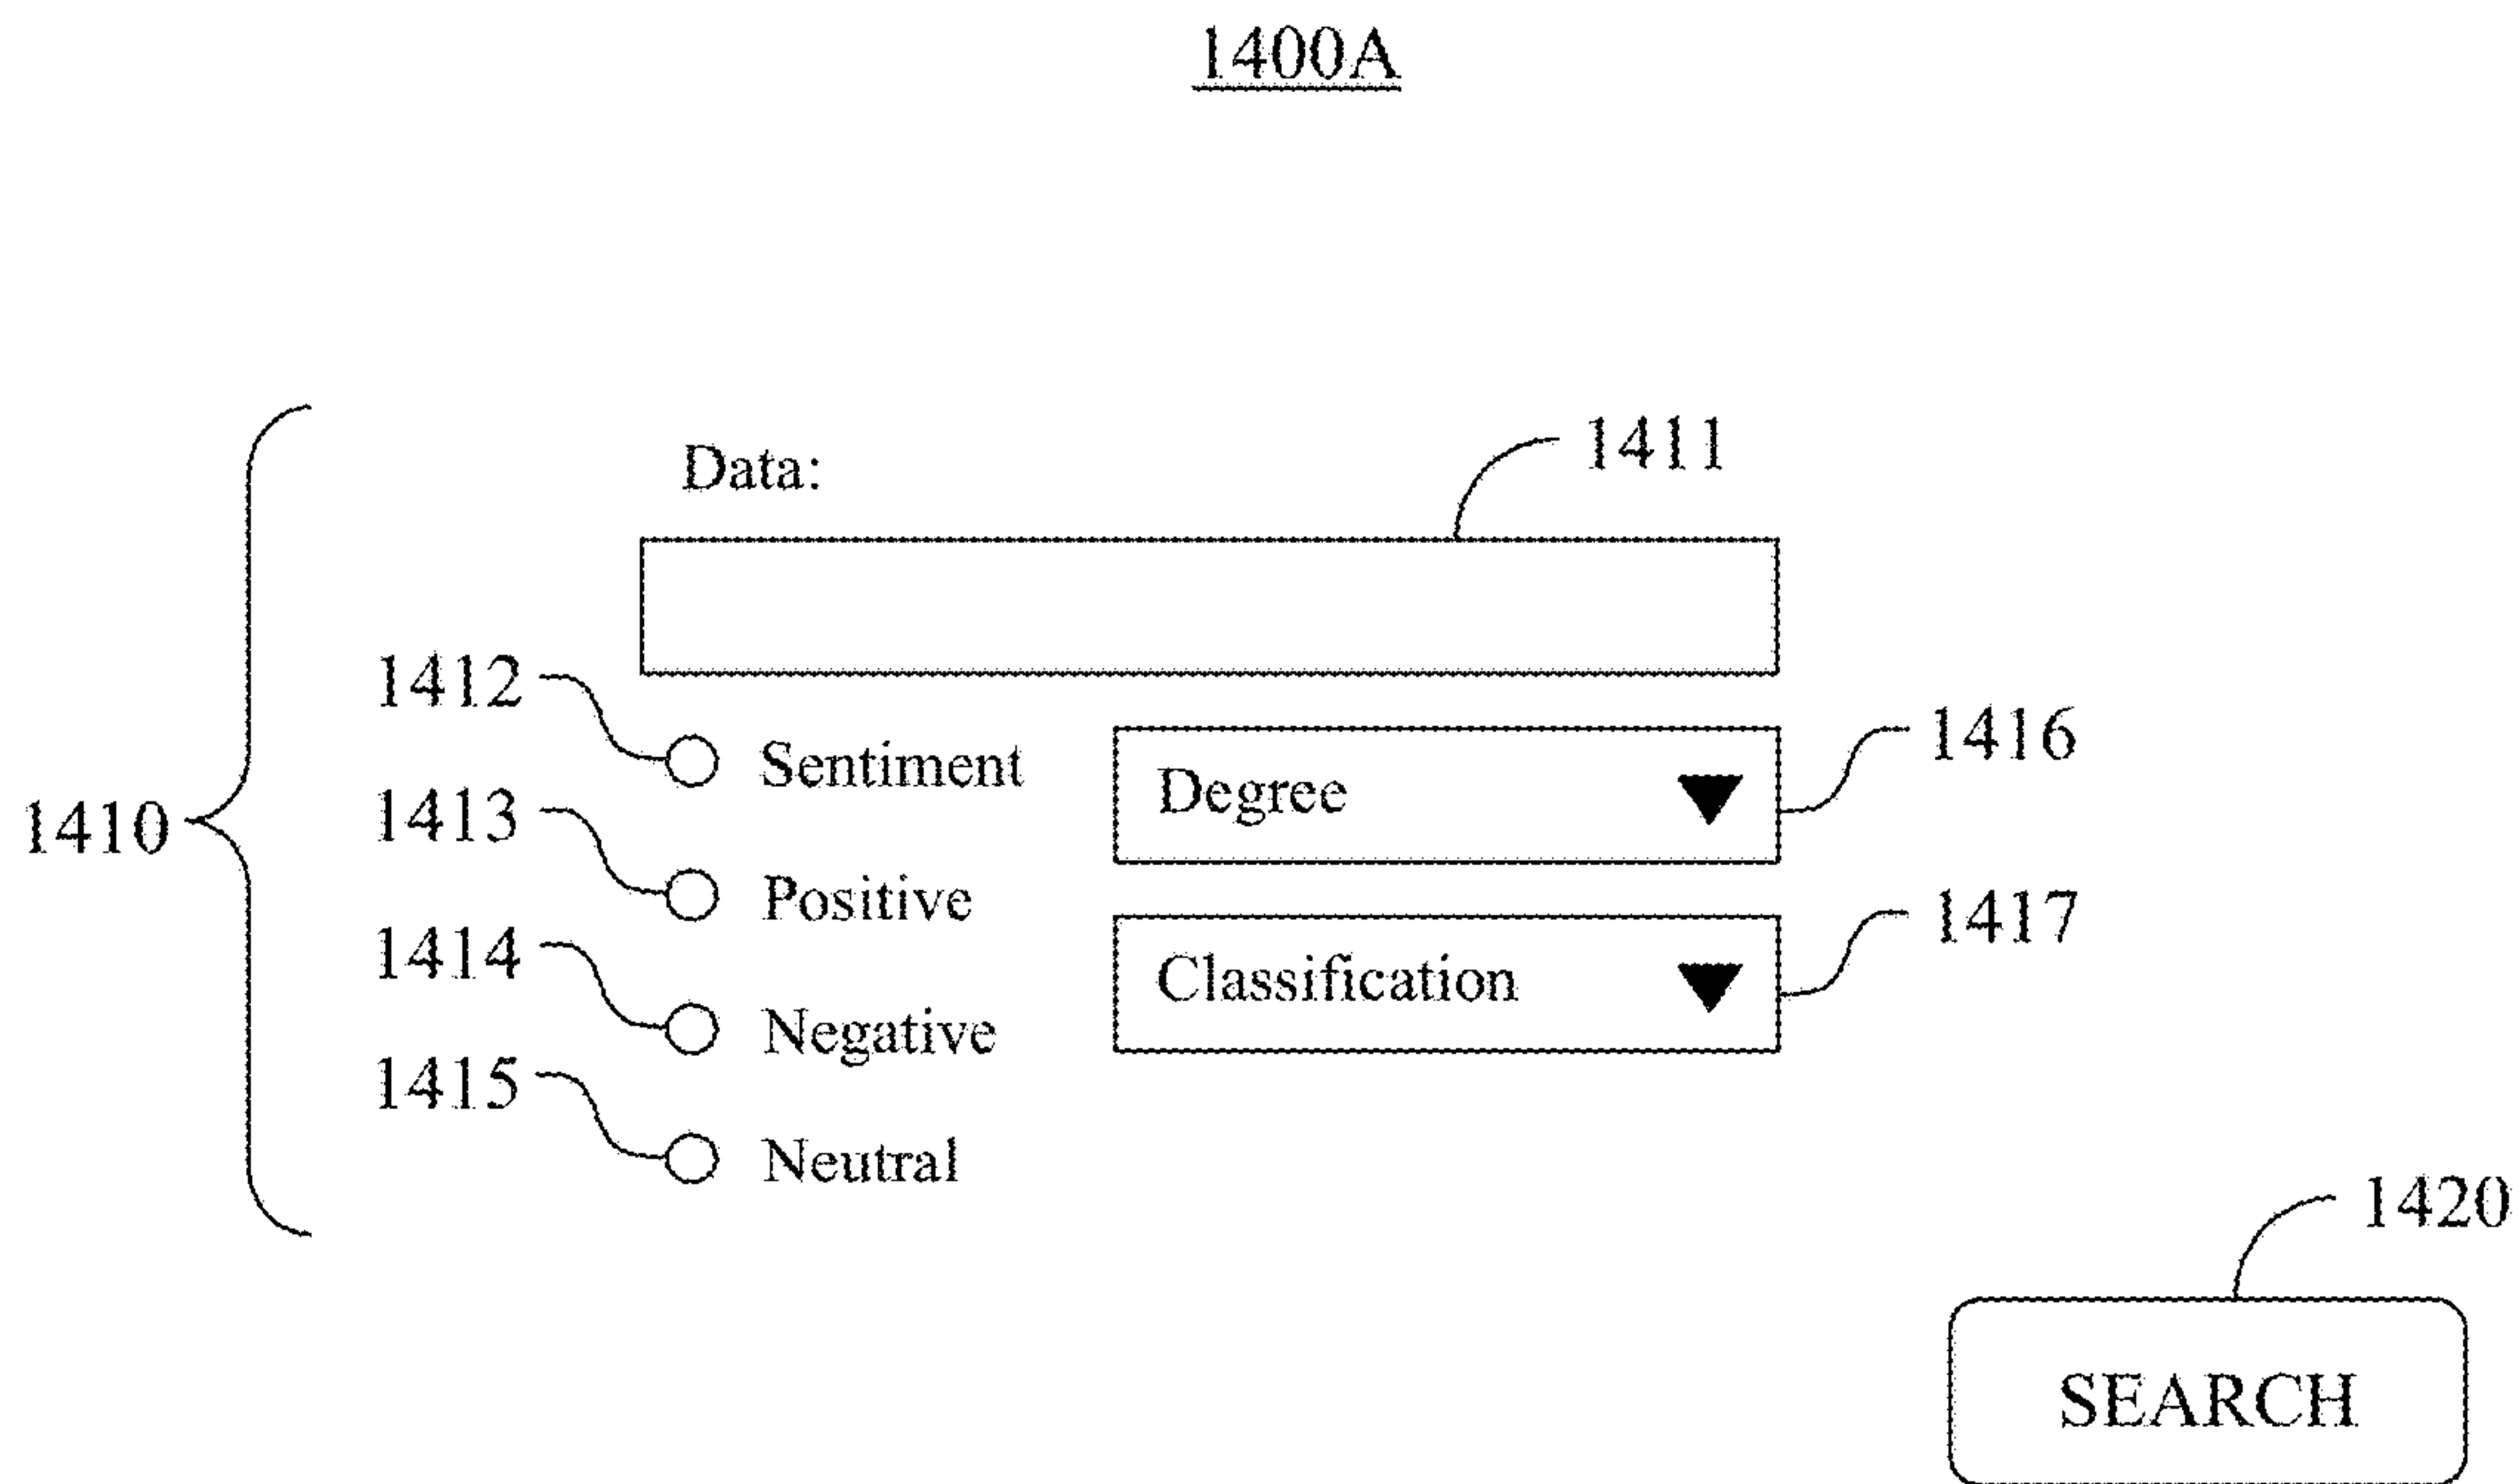 1400A
Data:
1411
1412
Sentiment
Degree
1416
1410
1413
Positive
1414
Classification
1417
Negative
1415
Neutral
1420
SEARCH